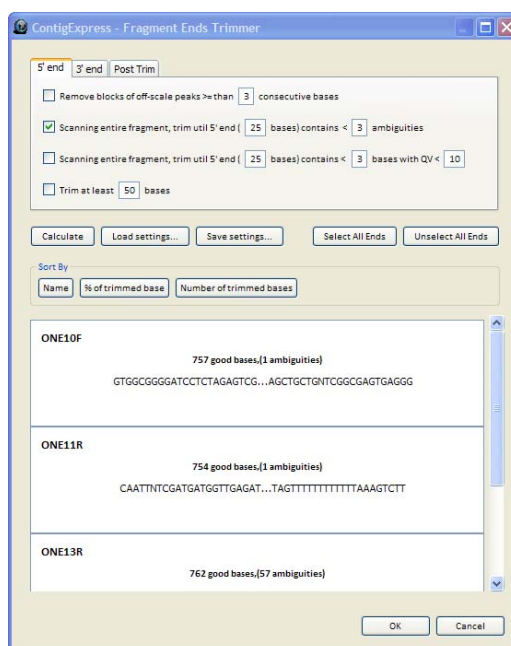 ContigExpress - Fragment Ends Trimmer
5' end 3' end Post Trim
Remove blocks of off-scale peaks >= than 3 consecutive bases
Scanning entire fragment, trim util 5' end ( 25 bases) contains < 3 ambiguities
Scanning entire fragment, trim util 5' end ( 25 bases) contains < 3 bases with QV < 10
Trim at least 50 bases
Calculate Load settings... Save settings... Select All Ends Unselect All Ends
Sort By
Name % of trimmed base Number of trimmed bases
ONE10F
757 good bases,(1 ambiguities)
GTGGCGGGGATCCTCTAGAGTCG...AGCTGCTGNTCGGCGAGTGAGGG
ONE11R
754 good bases,(1 ambiguities)
CAATTNTCGATGATGGTTGAGAT...TAGTTTTTTTTTTTTAAAGTCTT
ONE13R
762 good bases,(57 ambiguities)
OK Cancel